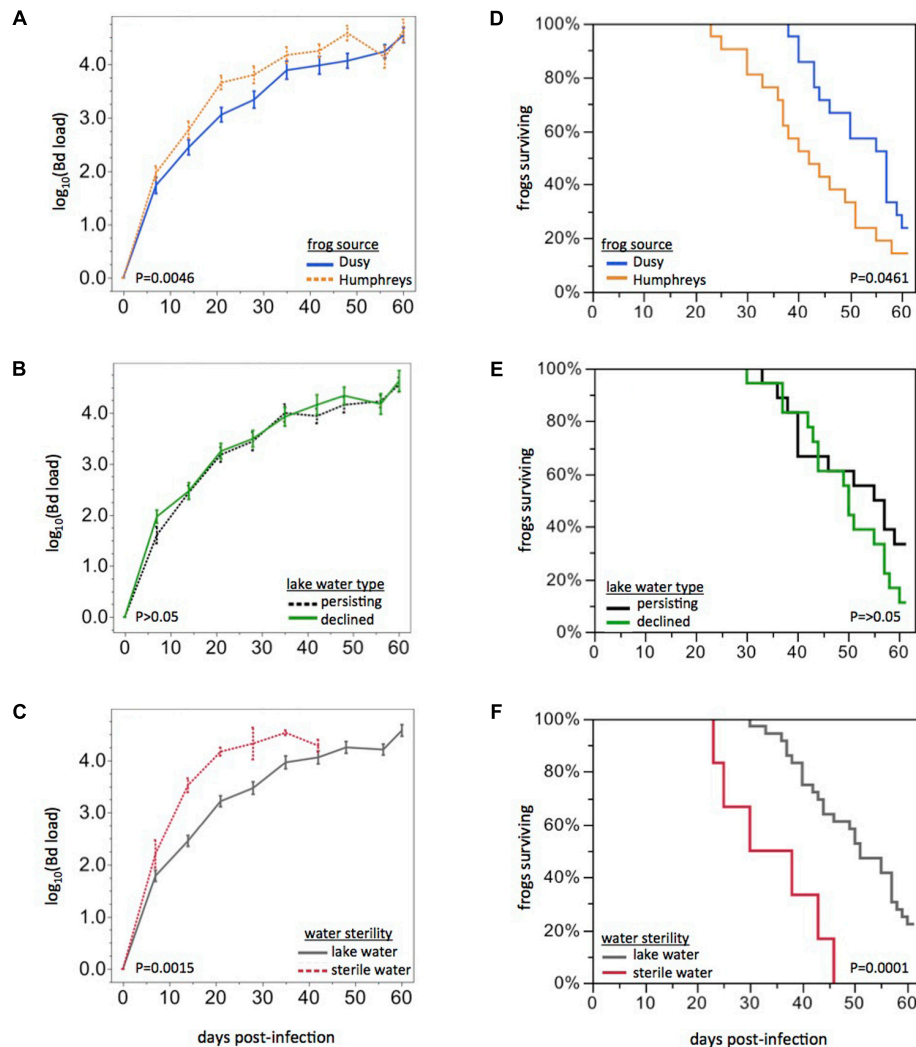 A
log10(Bd load)
4.0
3.0
2.0
1.0
0.0
P=0.0046
frog source
Dusy
Humphreys
0 10 20 30 40 50 60
D
frogs surviving
100%
80%
60%
40%
20%
0%
frog source
Dusy
Humphreys
P=0.0461
0 10 20 30 40 50 60
B
log10(Bd load)
4.0
3.0
2.0
1.0
0.0
P>0.05
lake water type
persisting
declined
0 10 20 30 40 50 60
E
frogs surviving
100%
80%
60%
40%
20%
0%
lake water type
persisting
declined
P=>0.05
0 10 20 30 40 50 60
C
log10(Bd load)
4.0
3.0
2.0
1.0
0.0
P=0.0015
water sterility
lake water
sterile water
0 10 20 30 40 50 60
days post-infection
F
frogs surviving
100%
80%
60%
40%
20%
0%
water sterility
lake water
sterile water
P=0.0001
0 10 20 30 40 50 60
days post-infection